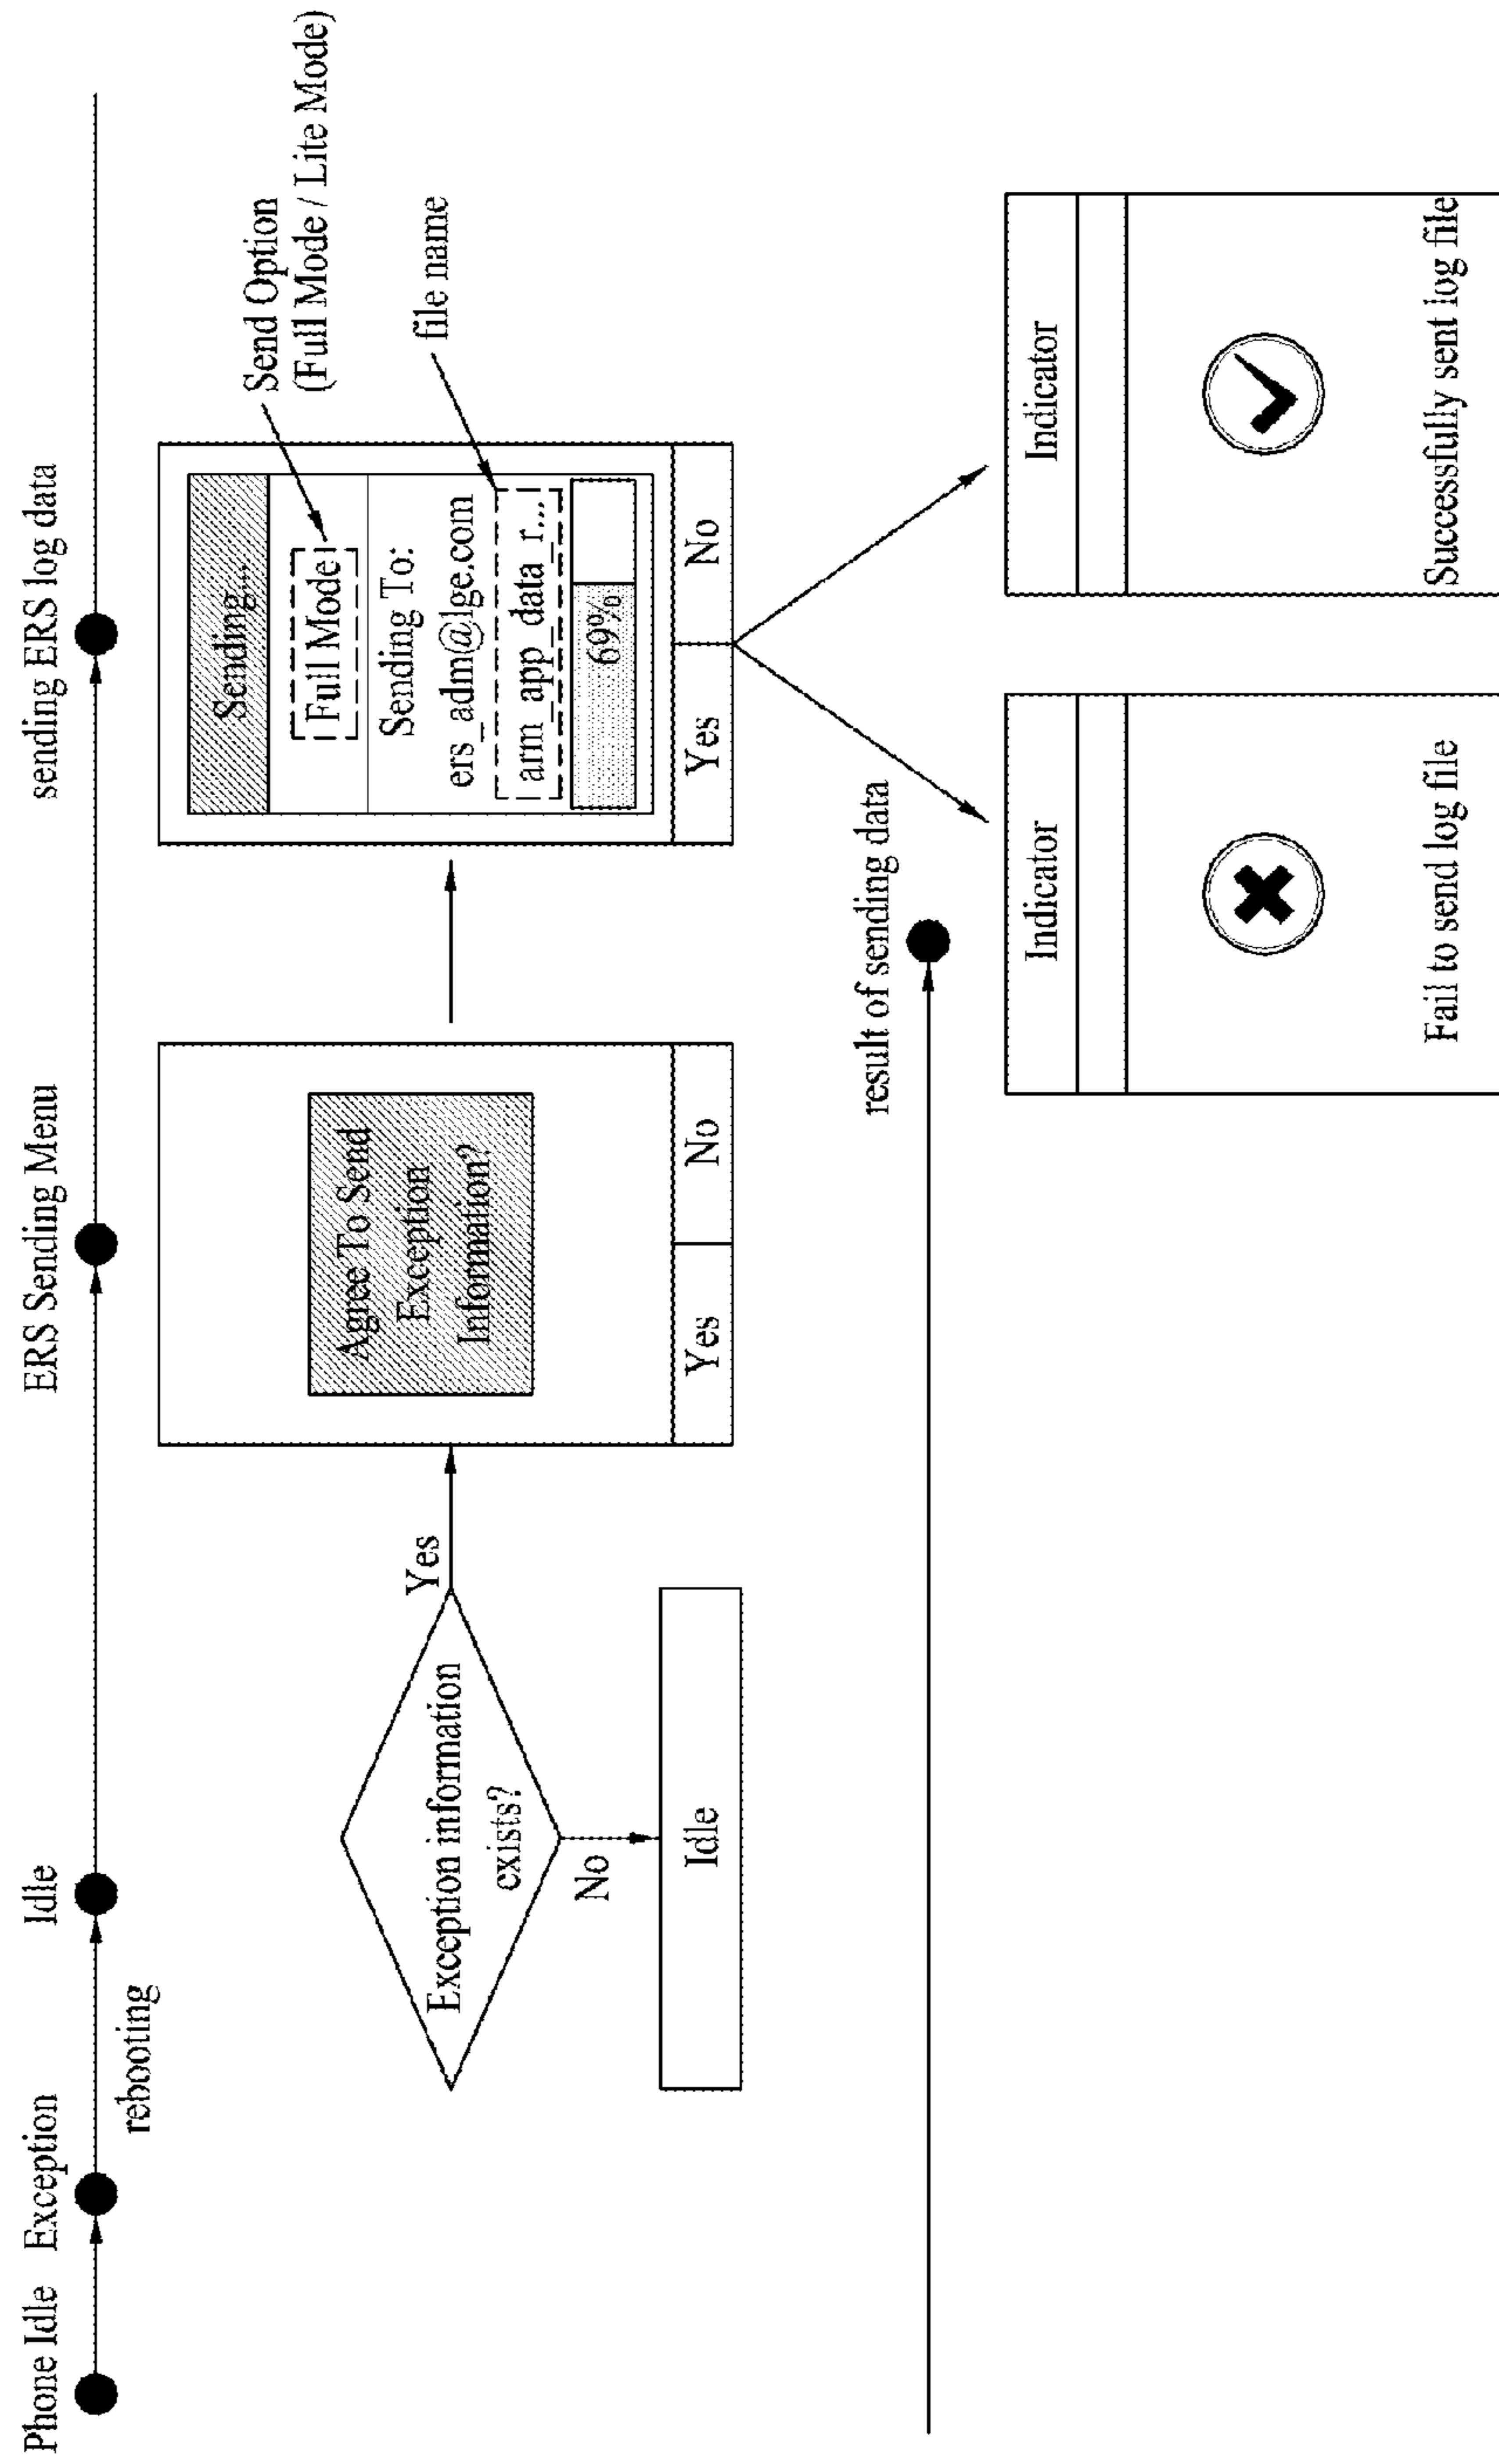 Phone Idle
Exception
Idle
ERS Sending Menu
sending ERS log data
rebooting
Exception information
exists?
Yes
No
Idle
Agree To Send
Exception
Information?
Yes
No
Sending...
Full Mode
Sending To:
ers_adm@lge.com
arm_app_data_r...
69%
Yes
No
Send Option
(Full Mode / Lite Mode)
file name
result of sending data
Indicator
Fail to send log file
Indicator
Successfully sent log file